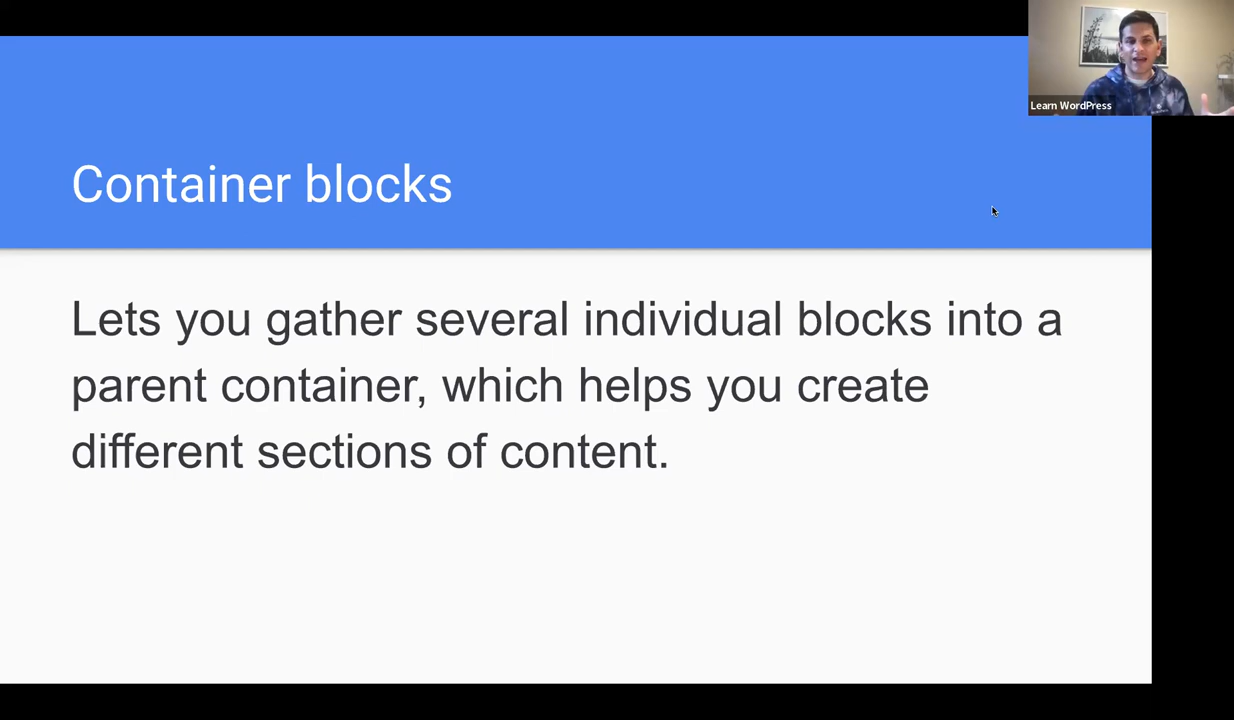 Learn WordPress
Container blocks
Lets you gather several individual blocks into a
parent container, which helps you create
different sections of content.